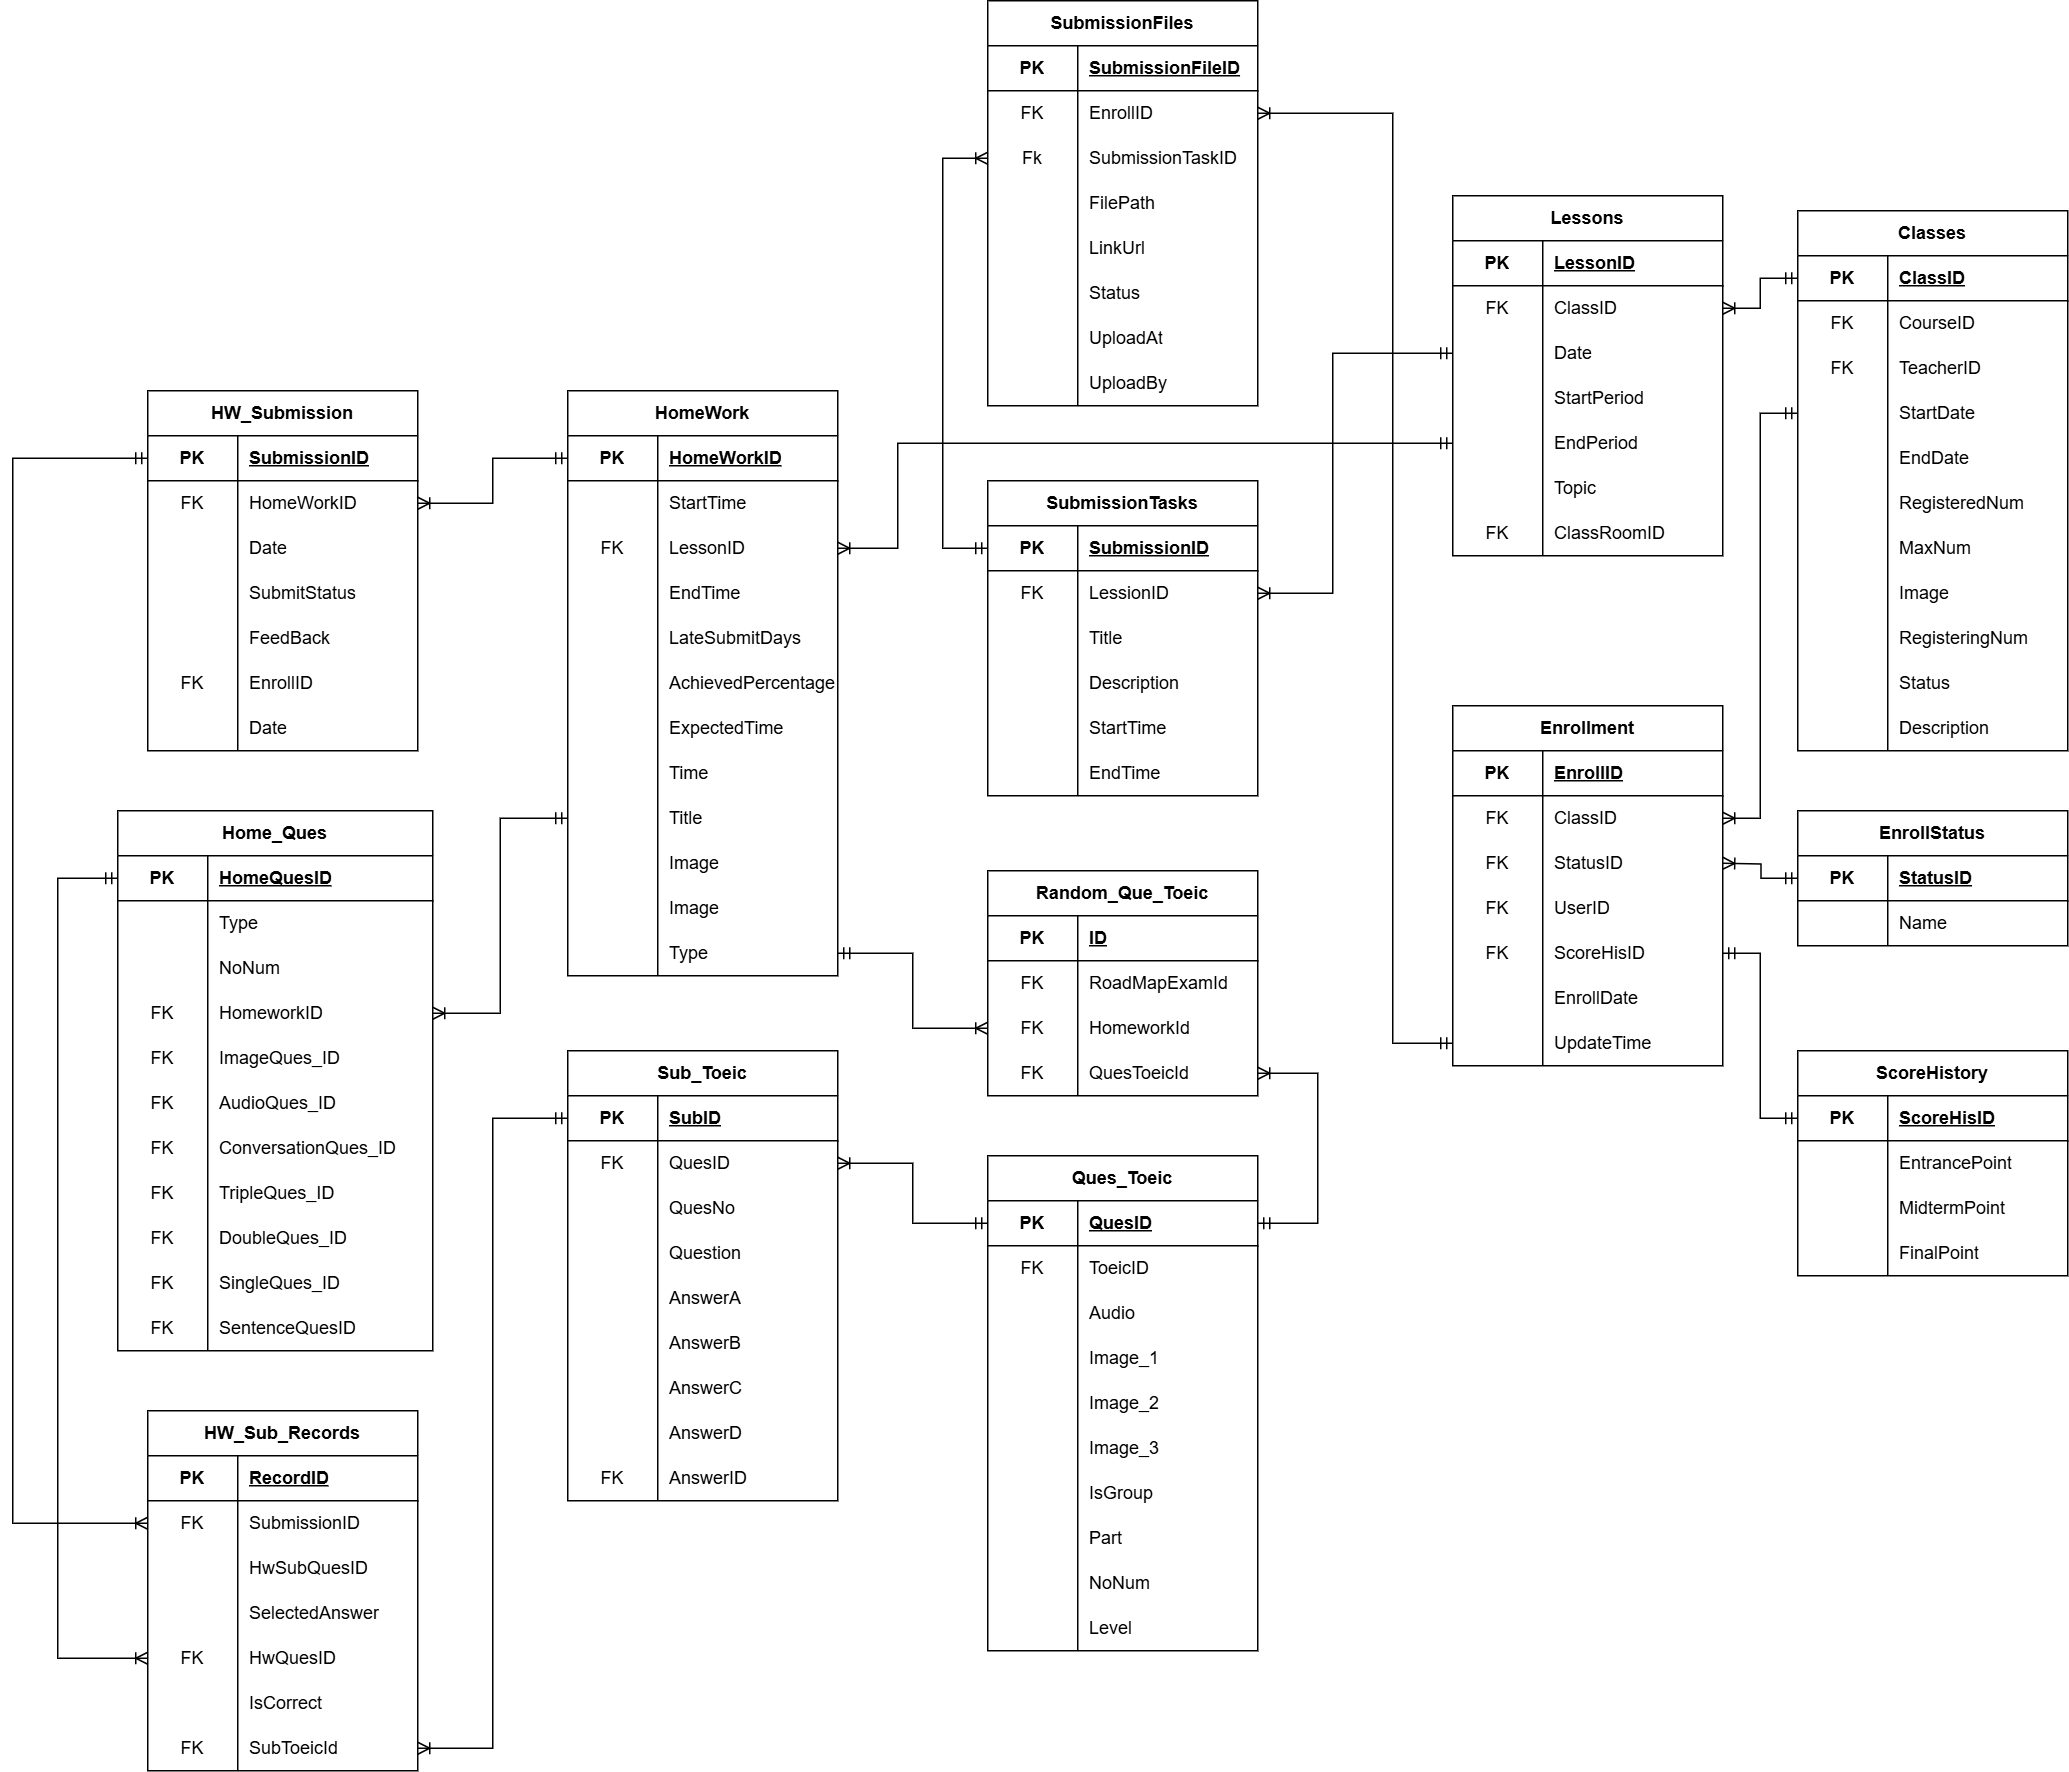 SubmissionFiles
PK SubmissionFileID
FK EnrollID
Fk SubmissionTaskID
FilePath
LinkUrl
Status
UploadAt
UploadBy
Lessons
PK LessonID
FK ClassID
Date
StartPeriod
EndPeriod
Topic
FK ClassRoomID
Classes
PK ClassID
FK CourseID
FK TeacherID
StartDate
EndDate
RegisteredNum
MaxNum
Image
RegisteringNum
Status
Description
HW_Submission
PK SubmissionID
FK HomeWorkID
Date
SubmitStatus
FeedBack
FK EnrollID
Date
HomeWork
PK HomeWorkID
StartTime
FK LessonID
EndTime
LateSubmitDays
AchievedPercentage
ExpectedTime
Time
Title
Image
Image
Type
SubmissionTasks
PK SubmissionID
FK LessionID
Title
Description
StartTime
EndTime
Enrollment
PK EnrollID
FK ClassID
FK StatusID
FK UserID
FK ScoreHisID
EnrollDate
UpdateTime
EnrollStatus
PK StatusID
Name
Home_Ques
PK HomeQuesID
Type
NoNum
FK HomeworkID
FK ImageQues_ID
FK AudioQues_ID
FK ConversationQues_ID
FK TripleQues_ID
FK DoubleQues_ID
FK SingleQues_ID
FK SentenceQuesID
Random_Que_Toeic
PK ID
FK RoadMapExamId
FK HomeworkId
FK QuesToeicId
Sub_Toeic
PK SubID
FK QuesID
QuesNo
Question
AnswerA
AnswerB
AnswerC
AnswerD
FK AnswerID
ScoreHistory
PK ScoreHisID
EntrancePoint
MidtermPoint
FinalPoint
Ques_Toeic
PK QuesID
FK ToeicID
Audio
Image_1
Image_2
Image_3
IsGroup
Part
NoNum
Level
HW_Sub_Records
PK RecordID
FK SubmissionID
HwSubQuesID
SelectedAnswer
FK HwQuesID
IsCorrect
FK SubToeicId